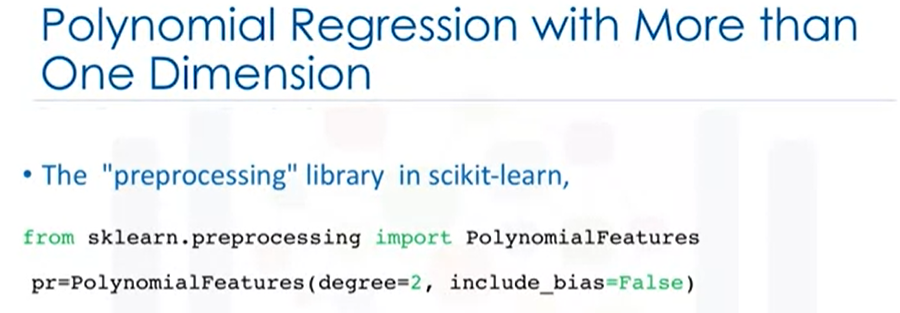 Polynomial Regression with More than
One Dimension
• The "preprocessing" library in scikit-learn,
from sklearn.preprocessing import PolynomialFeatures
pr=PolynomialFeatures(degree=2, include_bias=False)